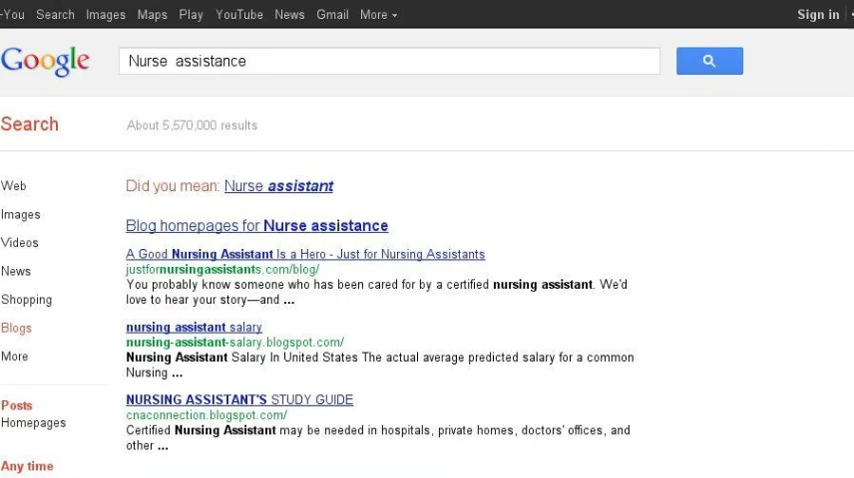 -You Search Images Maps Play YouTube News Gmail More Sign in
Google
Nurse assistance
Search
About 5,570,000 results
Web
Images
Videos
News
Shopping
Blogs
More
Posts
Homepages
Any time
Did you mean: Nurse assistant
Blog homepages for Nurse assistance
A Good Nursing Assistant Is a Hero - Just for Nursing Assistants
justfornursingassistants.com/blog/
You probably know someone who has been cared for by a certified nursing assistant. We'd
love to hear your story—and ...
nursing assistant salary
nursing-assistant-salary.blogspot.com/
Nursing Assistant Salary In United States The actual average predicted salary for a common
Nursing ...
NURSING ASSISTANT'S STUDY GUIDE
cnaconnection.blogspot.com/
Certified Nursing Assistant may be needed in hospitals, private homes, doctors' offices, and
other ...